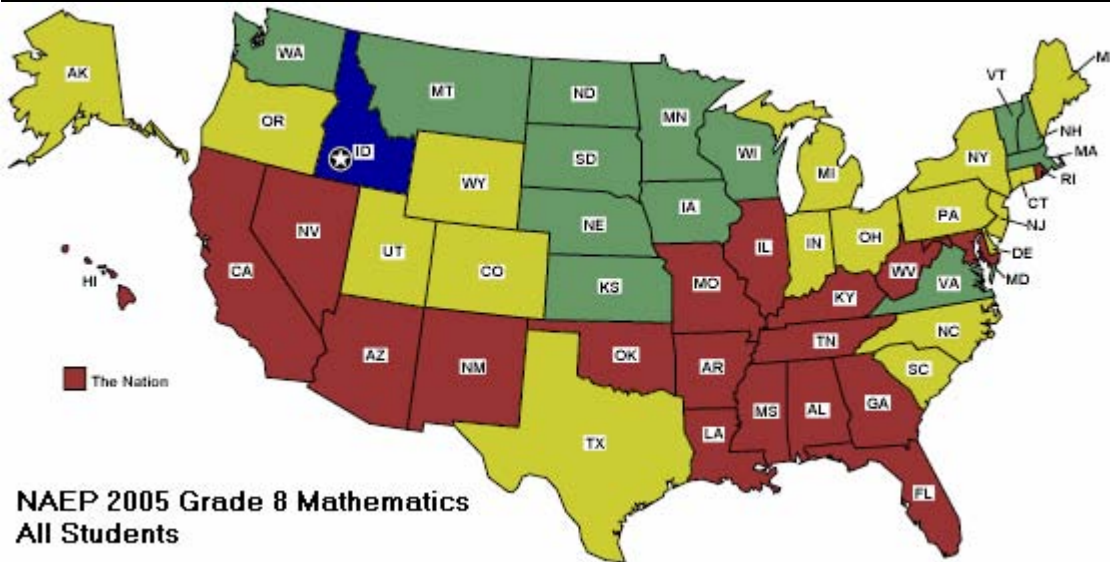 AK
WA
MT
ND
MN
VT
M
OR
ID
SD
WI
NH
MA
WY
NY
RI
MI
IA
CT
NE
PA
NJ
NV
UT
IN
OH
IL
DE
CA
CO
WV
MD
HI
KS
MO
VA
KY
NC
TN
AZ
NM
OK
AR
SC
The Nation
MS
AL
GA
LA
TX
FL
NAEP 2005 Grade 8 Mathematics
All Students